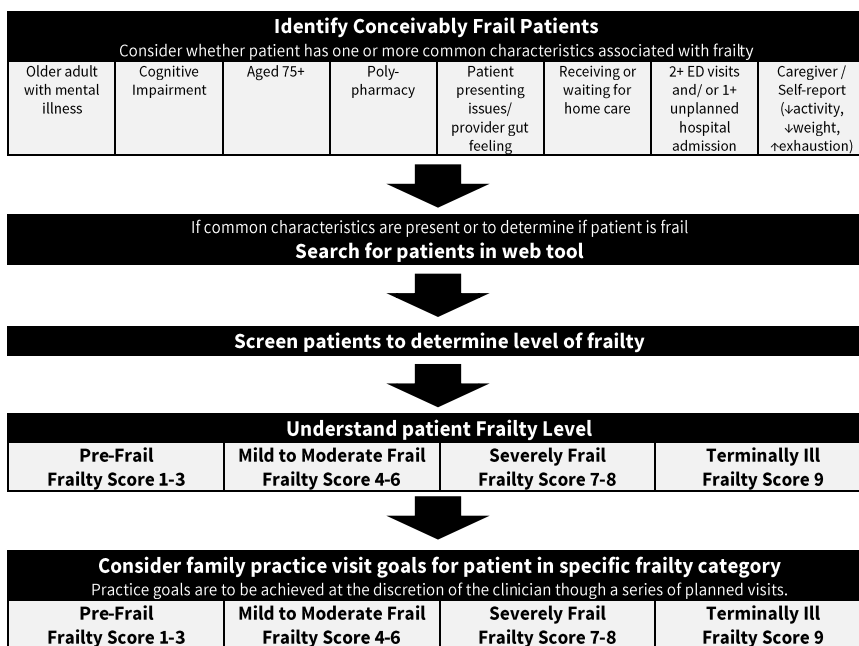 Identify Conceivably Frail Patients
Consider whether patient has one or more common characteristics associated with frailty
Older adult
with mental
illness
Cognitive
Impairment
Aged 75+
Poly-
pharmacy
Patient
presenting
issues/
provider gut
feeling
Receiving or
waiting for
home care
2+ ED visits
and/ or 1+
unplanned
hospital
admission
Caregiver /
Self-report
(↓activity,
↓weight,
↑exhaustion)
If common characteristics are present or to determine if patient is frail
Search for patients in web tool
Screen patients to determine level of frailty
Understand patient Frailty Level
Pre-Frail
Frailty Score 1-3
Mild to Moderate Frail
Frailty Score 4-6
Severely Frail
Frailty Score 7-8
Terminally Ill
Frailty Score 9
Consider family practice visit goals for patient in specific frailty category
Practice goals are to be achieved at the discretion of the clinician though a series of planned visits.
Pre-Frail
Frailty Score 1-3
Mild to Moderate Frail
Frailty Score 4-6
Severely Frail
Frailty Score 7-8
Terminally Ill
Frailty Score 9